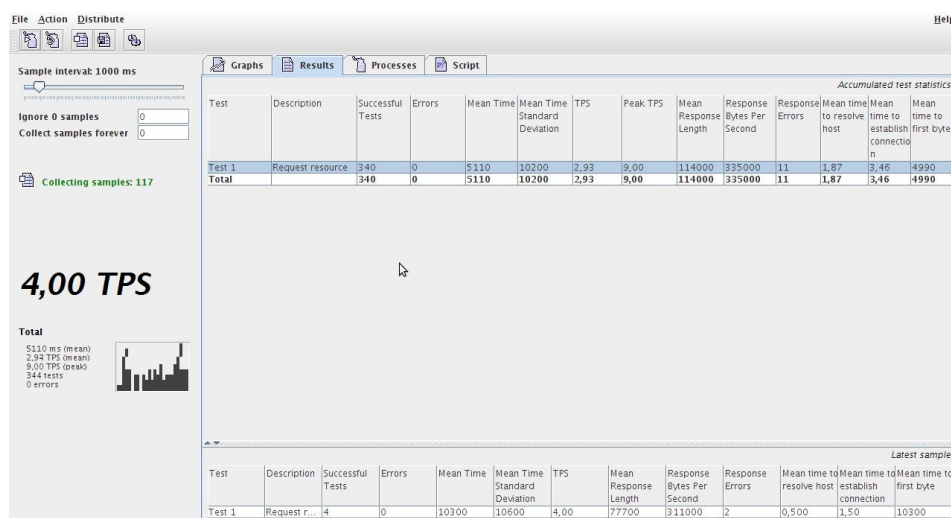 File Action Distribute Help
Sample interval: 1000 ms
Ignore 0 samples 0
Collect samples forever 0
Collecting samples: 117
4,00 TPS
Total
5110 ms (mean)
2,94 TPS (mean)
9,00 TPS (peak)
344 tests
0 errors
Graphs Results Processes Script
Accumulated test statistics
Test Description Successful Tests Errors Mean Time Mean Time Standard Deviation TPS Peak TPS Mean Response Length Response Bytes Per Second Response Errors Mean time to resolve host Mean time to establish connection Mean time to first byte
Test 1 Request resource 340 0 5110 10200 2,93 9,00 114000 335000 11 1,87 3,46 4990
Total 340 0 5110 10200 2,93 9,00 114000 335000 11 1,87 3,46 4990
Latest sample
Test Description Successful Tests Errors Mean Time Mean Time Standard Deviation TPS Mean Response Length Response Bytes Per Second Response Errors Mean time to resolve host Mean time to establish connection Mean time to first byte
Test 1 Request r... 4 0 10300 10600 4,00 77700 311000 2 0,500 1,50 10300